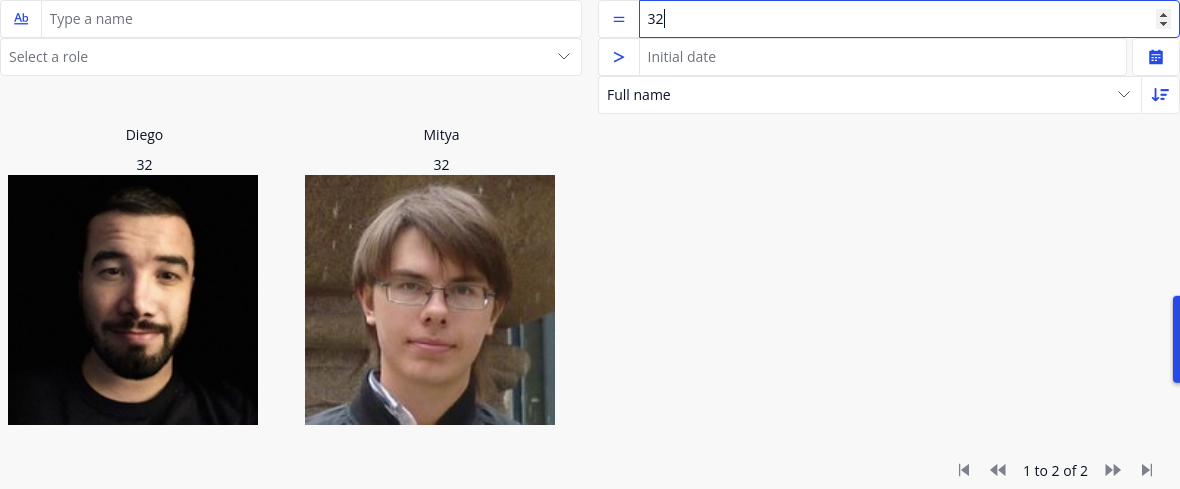 Ab Type a name
= 32
Select a role
> Initial date
Full name
Diego
32
Mitya
32
1 to 2 of 2